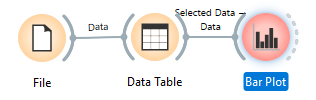 Data
Selected Data →
Data
File
Data Table
Bar Plot